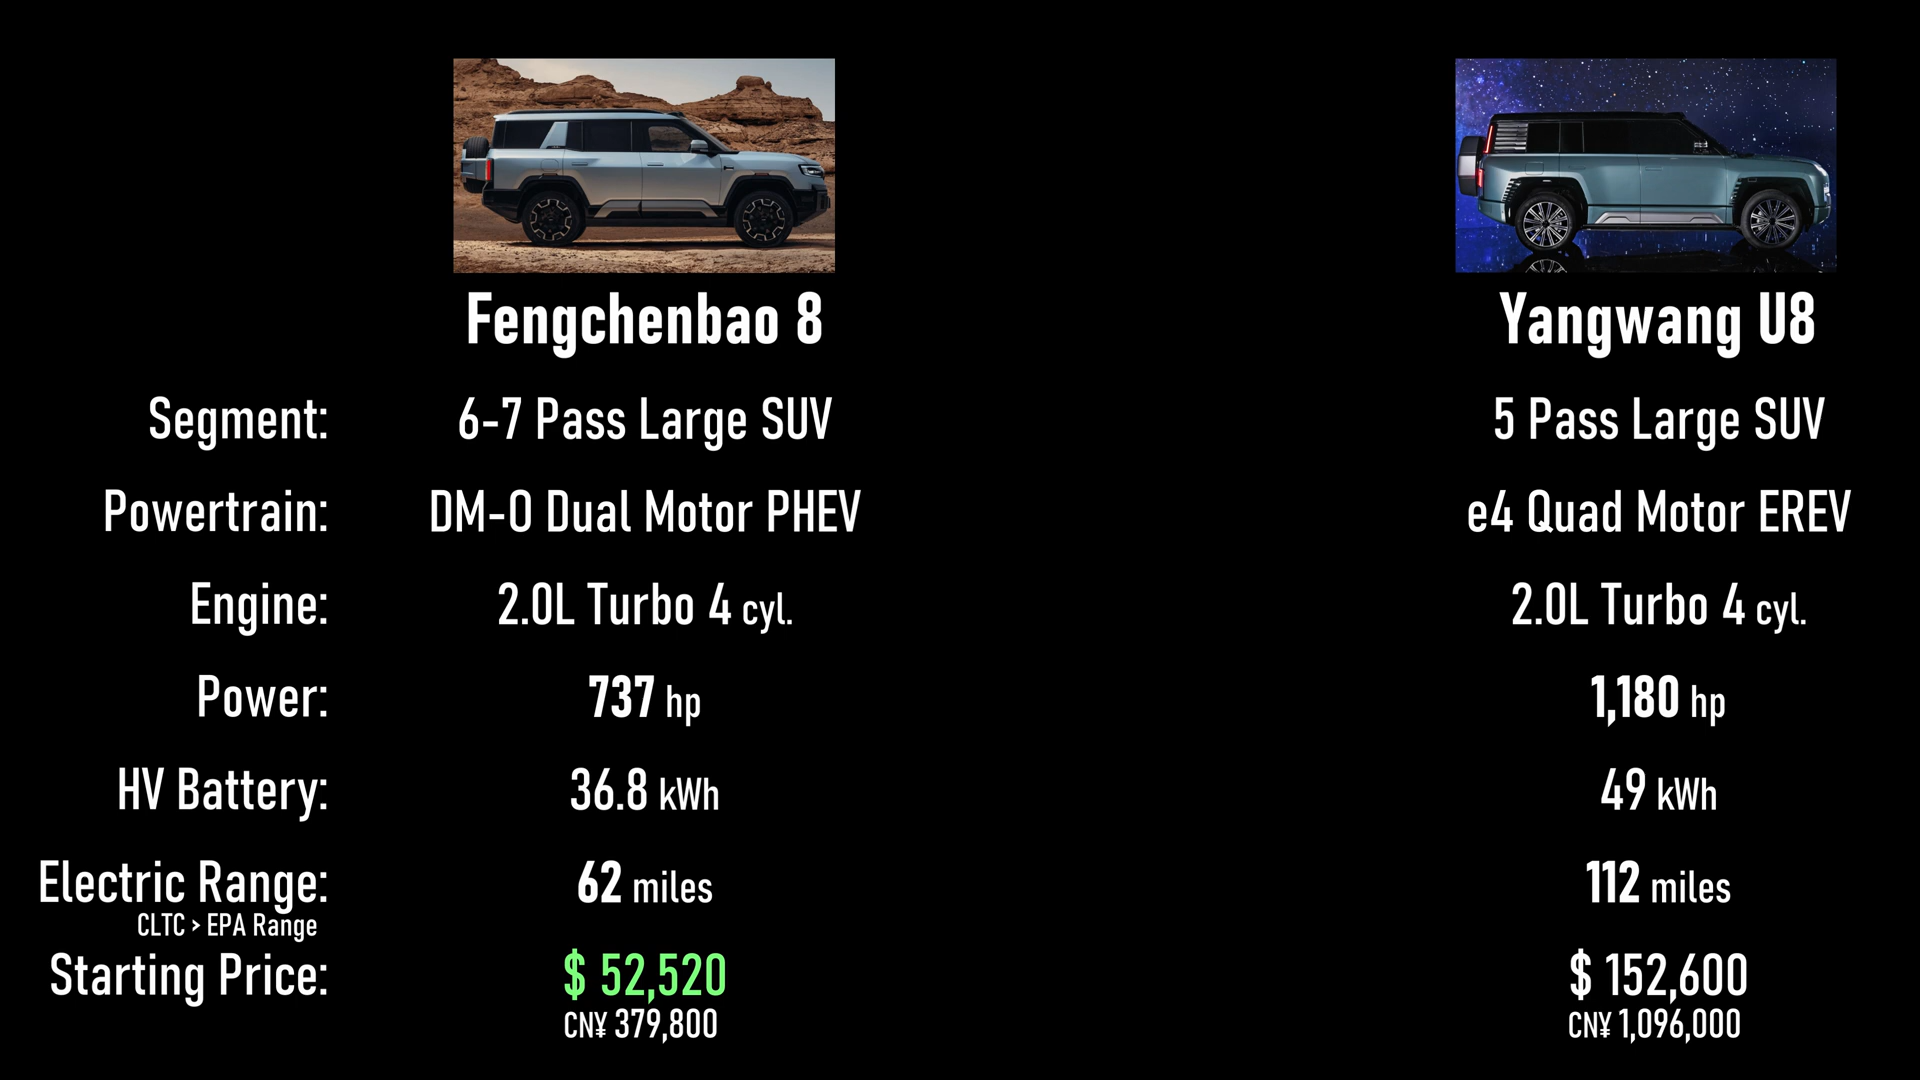 Fengchenbao 8 Yangwang U8
Segment: 6-7 Pass Large SUV 5 Pass Large SUV
Powertrain: DM-O Dual Motor PHEV e4 Quad Motor EREV
Engine: 2.0L Turbo 4 cyl. 2.0L Turbo 4 cyl.
Power: 737 hp 1,180 hp
HV Battery: 36.8 kWh 49 kWh
Electric Range: 62 miles 112 miles
CLTC > EPA Range
Starting Price: $ 52,520 $ 152,600
CN¥ 379,800 CN¥ 1,096,000